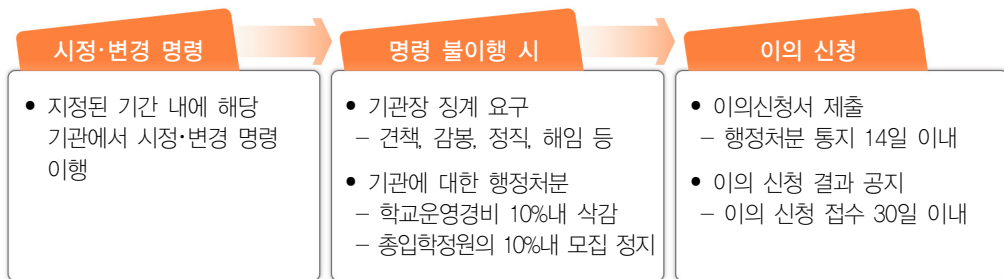 시정·변경 명령
• 지정된 기간 내에 해당
기관에서 시정·변경 명령
이행
명령 불이행 시
• 기관장 징계 요구
– 견책, 감봉, 정직, 해임 등
• 기관에 대한 행정처분
– 학교운영경비 10%내 삭감
– 총입학정원의 10%내 모집 정지
이의 신청
• 이의신청서 제출
– 행정처분 통지 14일 이내
• 이의 신청 결과 공지
– 이의 신청 접수 30일 이내